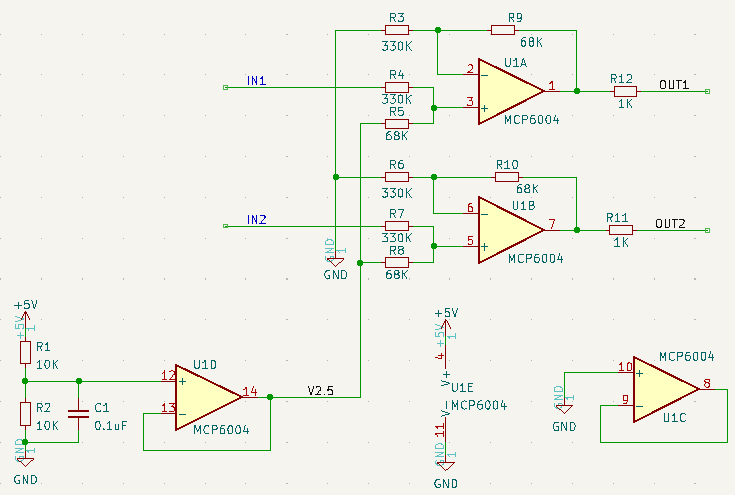 R3
330K
R9
68K
U1A
2
3
1
MCP6004
IN1
R4
330K
R5
68K
R12
1K
OUT1
R6
330K
R10
68K
U1B
6
5
7
MCP6004
IN2
R7
330K
R8
68K
R11
1K
OUT2
GND
1
GND
+5V
+5V
1
R1
10K
R2
10K
C1
0.1uF
GND
1
GND
U1D
12
13
14
MCP6004
V2.5
+5V
+5V
1
4
V+
U1E
MCP6004
V−
11
GND
1
GND
GND
1
GND
MCP6004
10
9
8
U1C